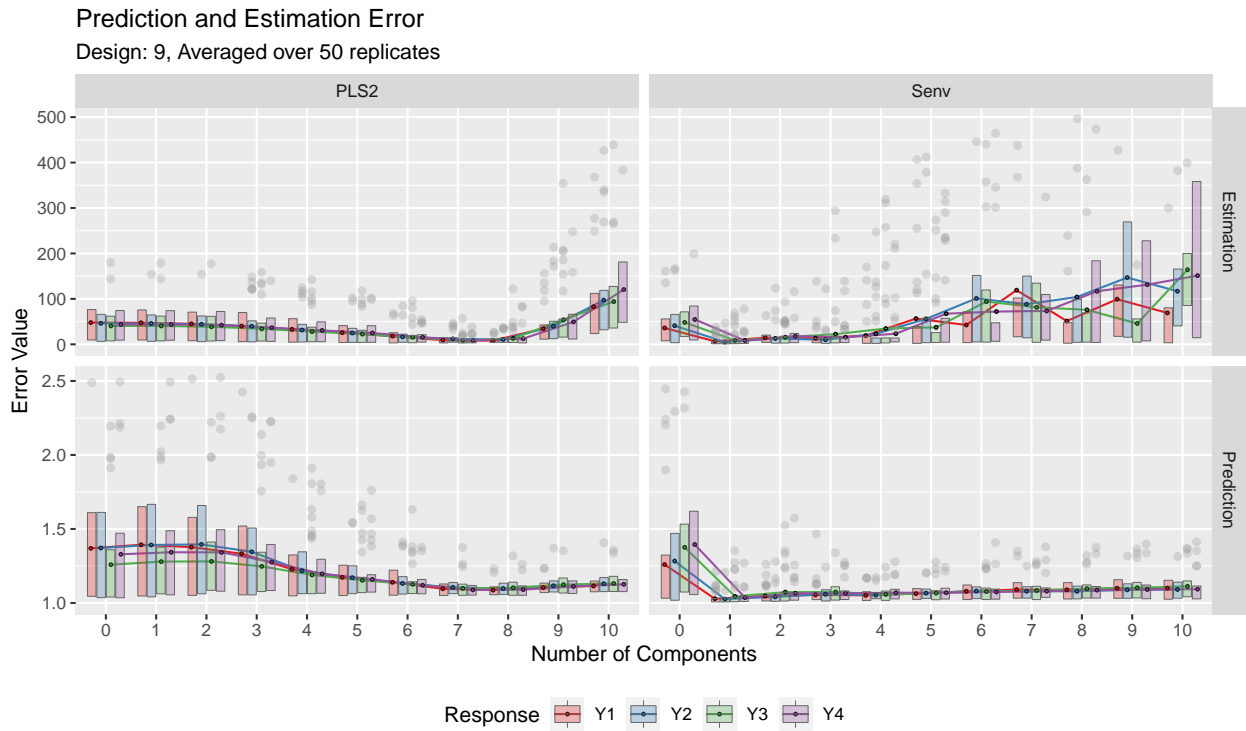 Prediction and Estimation Error
Design: 9, Averaged over 50 replicates
PLS2 Senv
500
400
300
200
100
0
Estimation
Error Value
2.5
2.0
1.5
1.0
Prediction
0 1 2 3 4 5 6 7 8 9 10 0 1 2 3 4 5 6 7 8 9 10
Number of Components
Response Y1 Y2 Y3 Y4